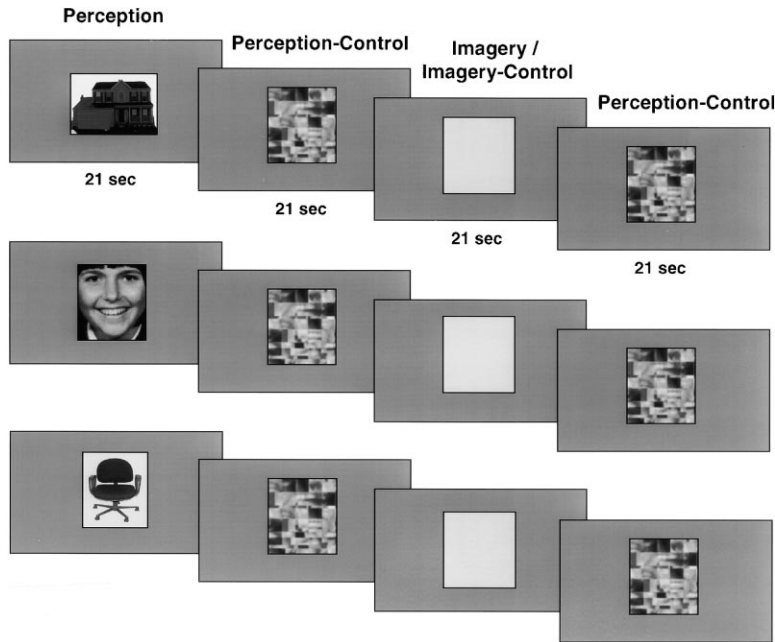 Perception
Perception-Control
Imagery /
Imagery-Control
Perception-Control
21 sec
21 sec
21 sec
21 sec